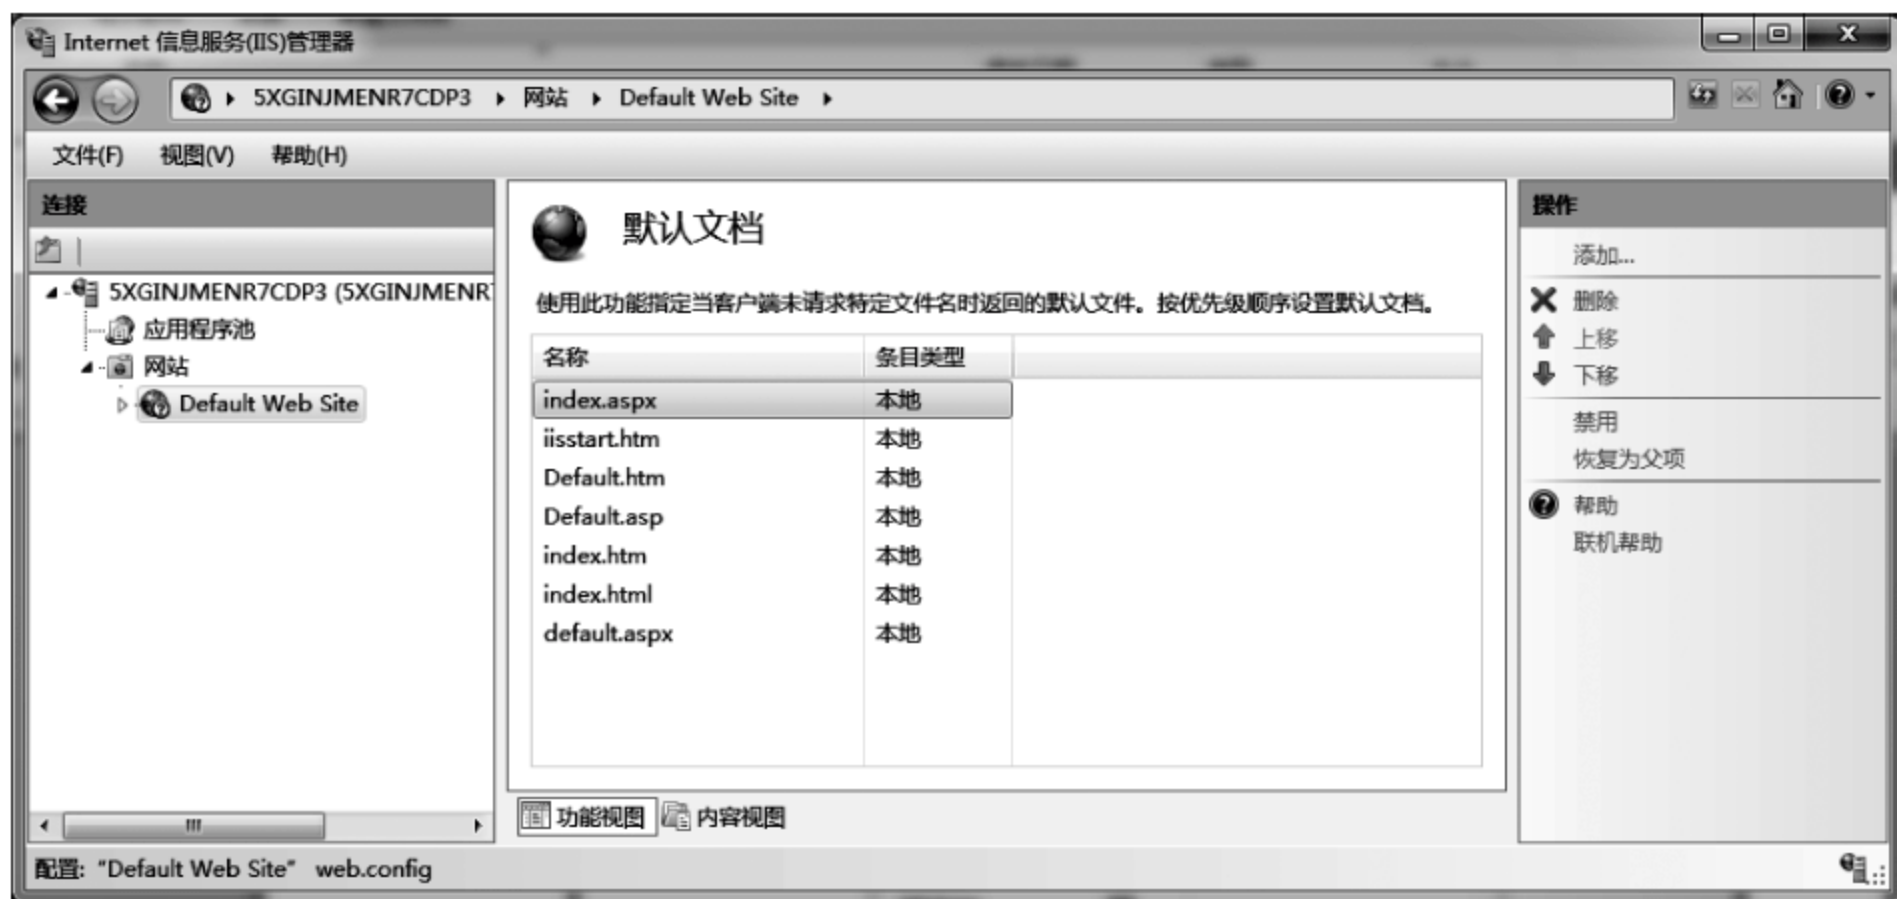 Internet 信息服务(IIS)管理器
5XGINJMENR7CDP3 网站 Default Web Site
文件(F) 视图(V) 帮助(H)
连接
5XGINJMENR7CDP3 (5XGINJMENR
应用程序池
网站
Default Web Site
默认文档
使用此功能指定当客户端未请求特定文件名时返回的默认文件。按优先级顺序设置默认文档。
名称 条目类型
index.aspx 本地
iisstart.htm 本地
Default.htm 本地
Default.asp 本地
index.htm 本地
index.html 本地
default.aspx 本地
功能视图 内容视图
操作
添加...
删除
上移
下移
禁用
恢复为父项
帮助
联机帮助
配置: "Default Web Site" web.config